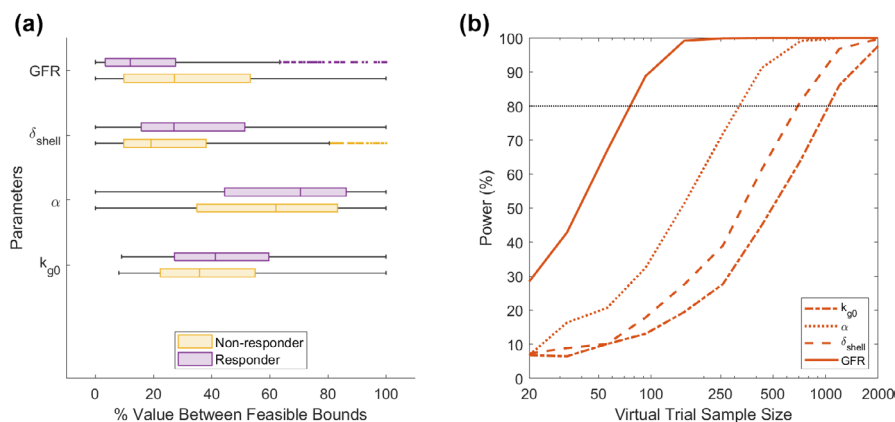 (a)
GFR
δshell
α
kg0
Parameters
Non-responder
Responder
0 20 40 60 80 100
% Value Between Feasible Bounds
(b)
100
90
80
70
60
50
40
30
20
10
0
Power (%)
kg0
α
δshell
GFR
20 50 100 250 500 1000 2000
Virtual Trial Sample Size